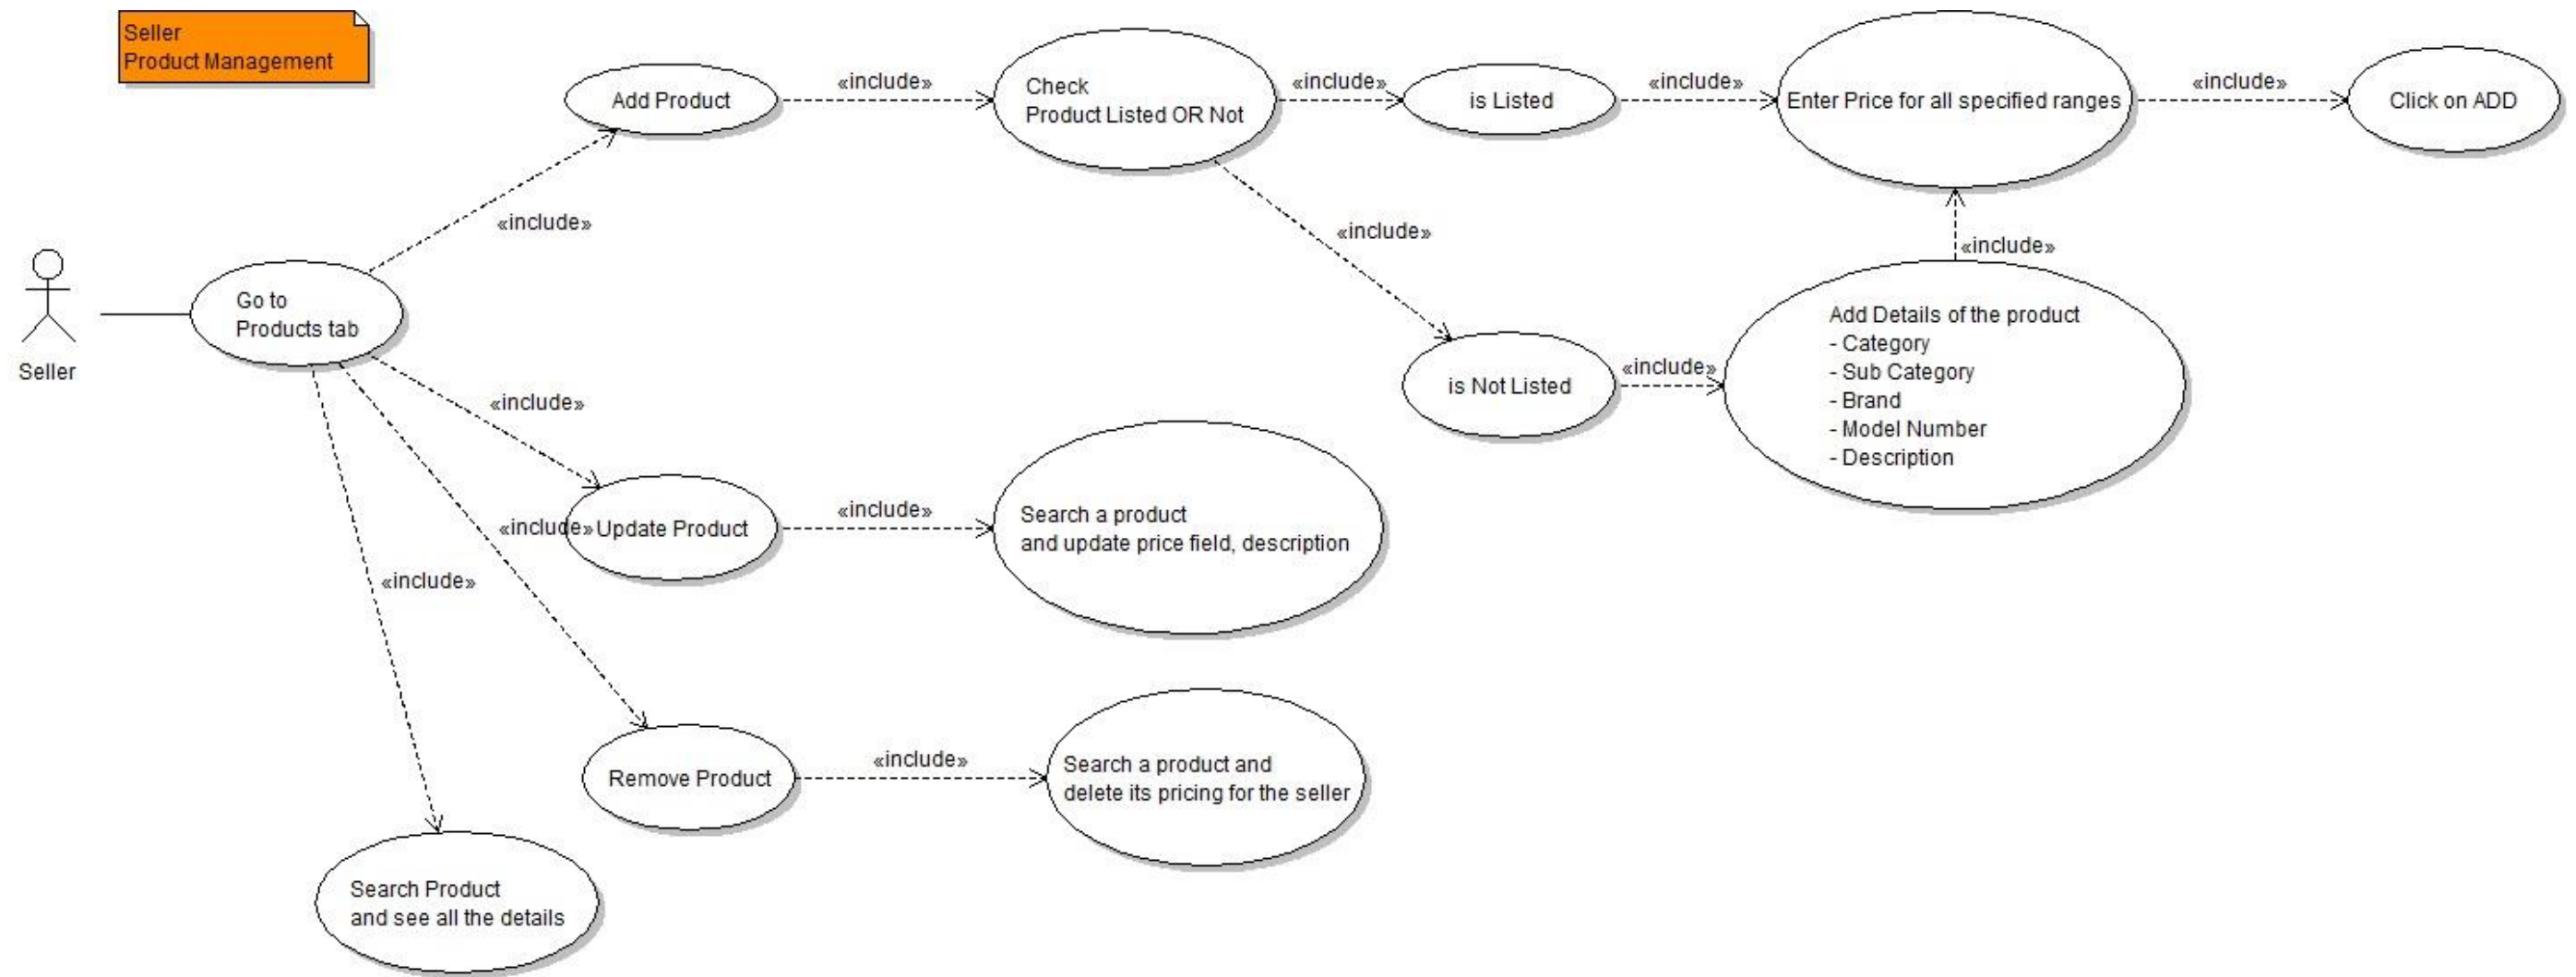 Seller
Product Management
Add Product
«include»
Check
Product Listed OR Not
«include»
is Listed
«include»
Enter Price for all specified ranges
«include»
Click on ADD
«include»
«include»
«include»
Seller
Go to
Products tab
is Not Listed
«include»
Add Details of the product
- Category
- Sub Category
- Brand
- Model Number
- Description
«include»
«include»
Update Product
«include»
Search a product
and update price field, description
«include»
Remove Product
«include»
Search a product and
delete its pricing for the seller
Search Product
and see all the details